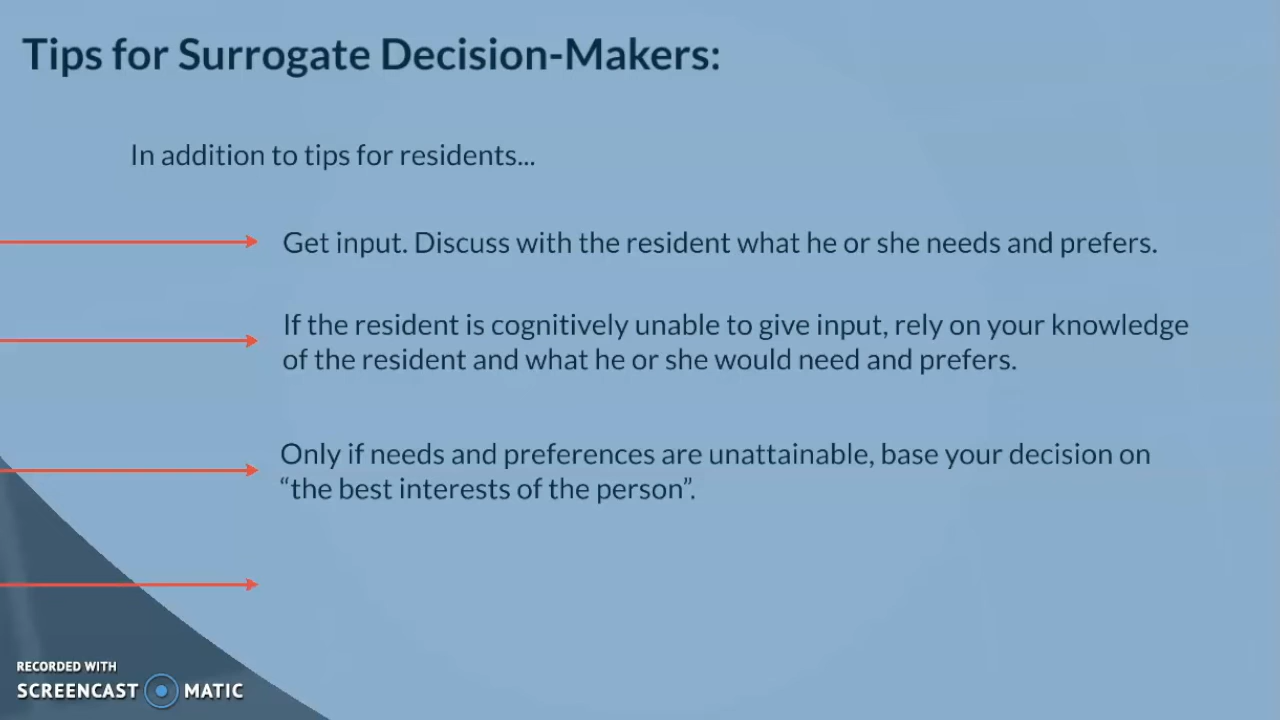 Tips for Surrogate Decision-Makers:
In addition to tips for residents...
Get input. Discuss with the resident what he or she needs and prefers.
If the resident is cognitively unable to give input, rely on your knowledge
of the resident and what he or she would need and prefers.
Only if needs and preferences are unattainable, base your decision on
“the best interests of the person”.
RECORDED WITH
SCREENCAST MATIC